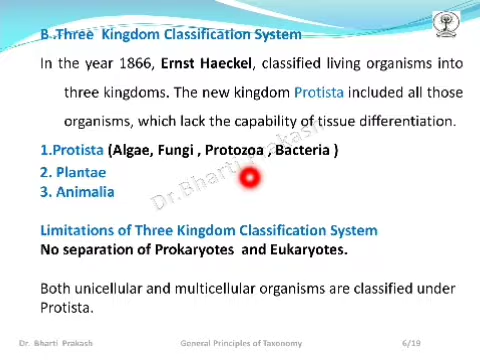 B .Three  Kingdom Classification System
In the year 1866, Ernst Haeckel, classified living organisms into
three kingdoms. The new kingdom Protista included all those
organisms, which lack the capability of tissue differentiation.
1.Protista (Algae, Fungi , Protozoa , Bacteria )
2. Plantae
3. Animalia
Dr.Bharti Prakash
Limitations of Three Kingdom Classification System
No separation of Prokaryotes  and Eukaryotes.
Both unicellular and multicellular organisms are classified under
Protista.
Dr.  Bharti  Prakash
General Principles of Taxonomy
6/19